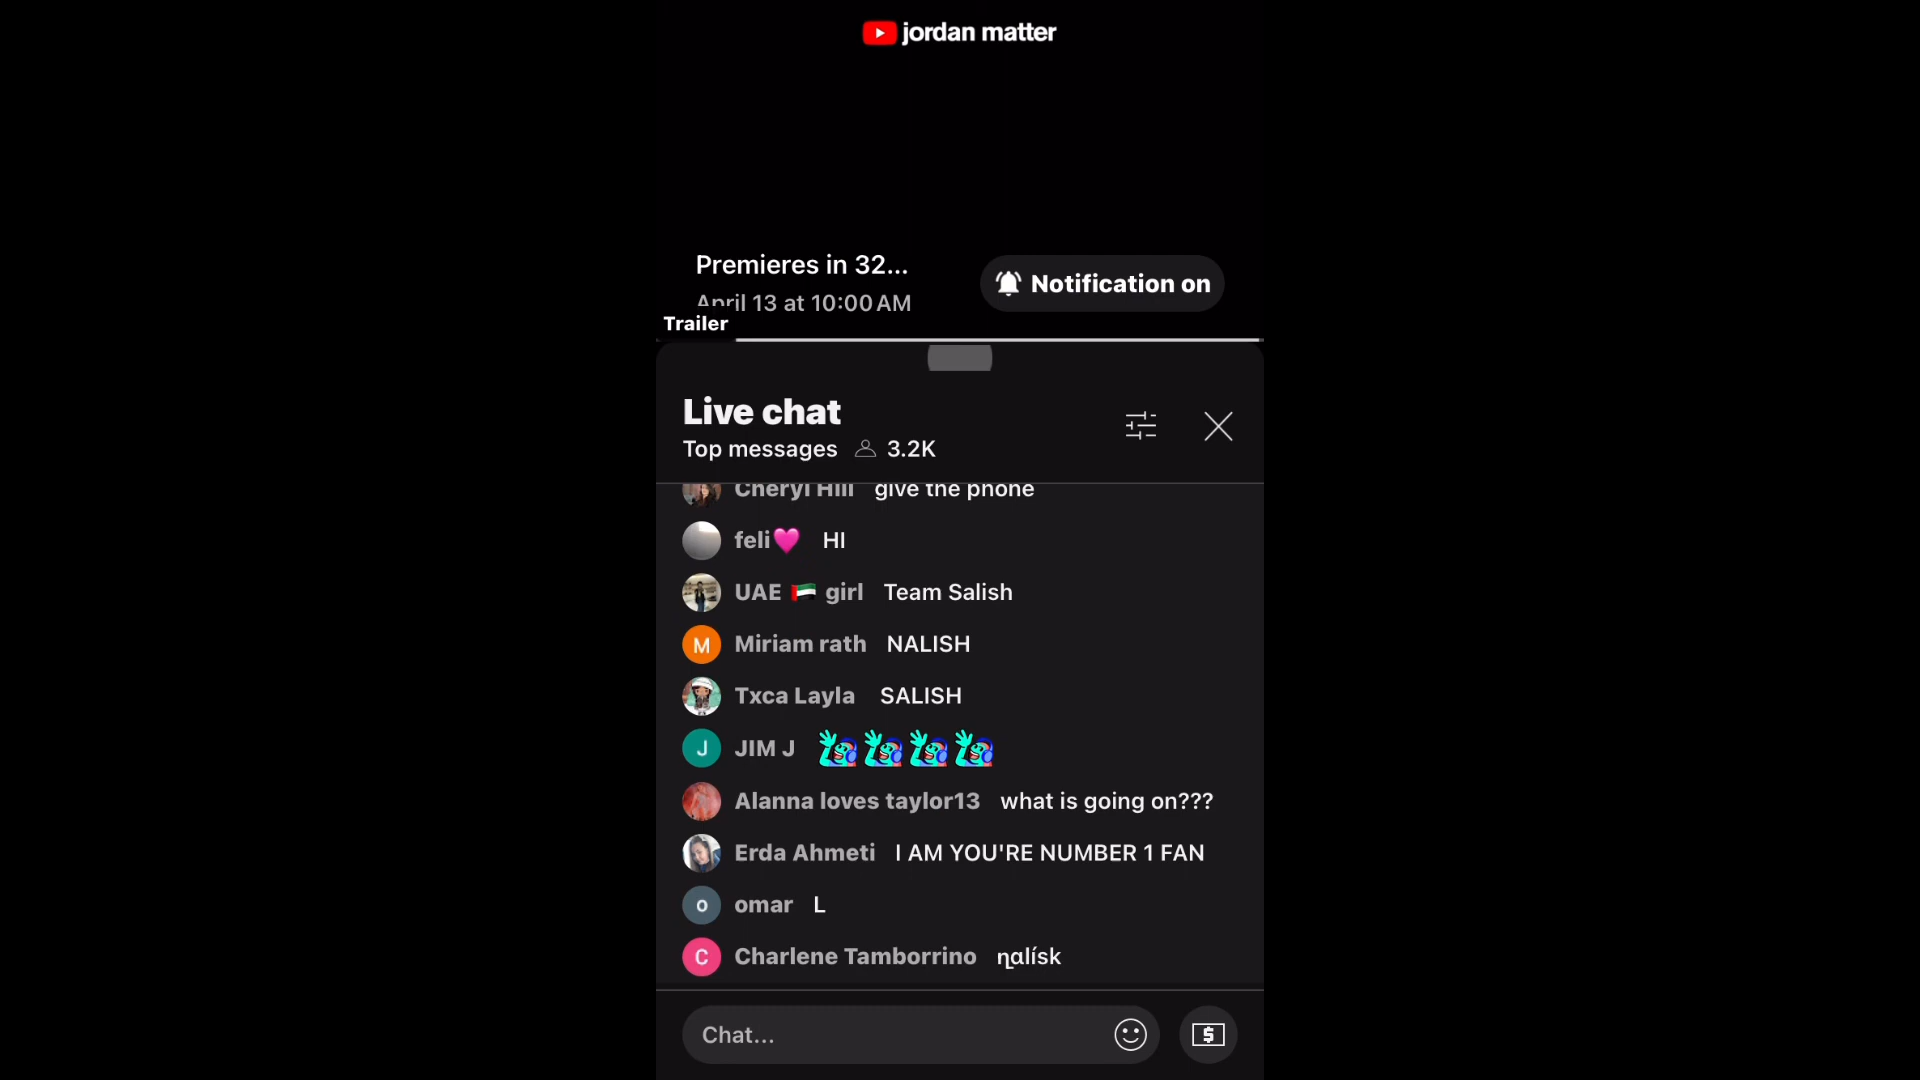 jordan matter
Premieres in 32...
April 13 at 10:00 AM
Notification on
Trailer
Live chat
Top messages 3.2K
Cheryl Hill give the phone
feli🩷 HI
UAE 🇦🇪 girl Team Salish
M Miriam rath NALISH
Txca Layla SALISH
J JIM J
Alanna loves taylor13 what is going on???
Erda Ahmeti I AM YOU'RE NUMBER 1 FAN
o omar L
C Charlene Tamborrino ղɑlísk
Chat...
$